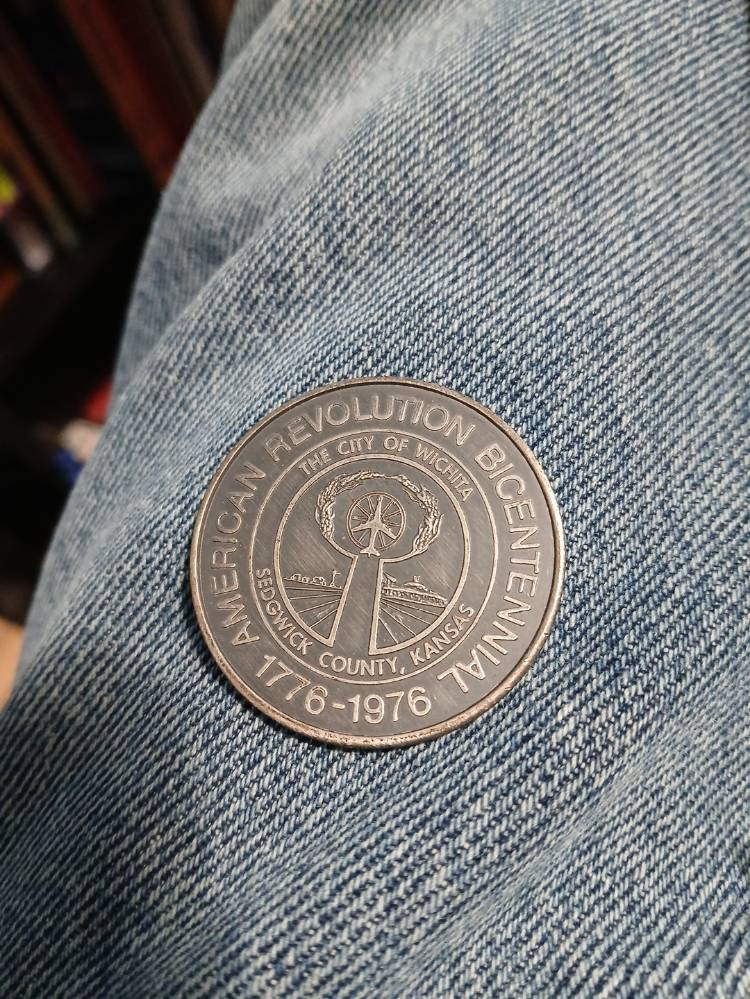 AMERICAN REVOLUTION BICENTENNIAL
1776-1976
THE CITY OF WICHITA
SEDGWICK COUNTY, KANSAS